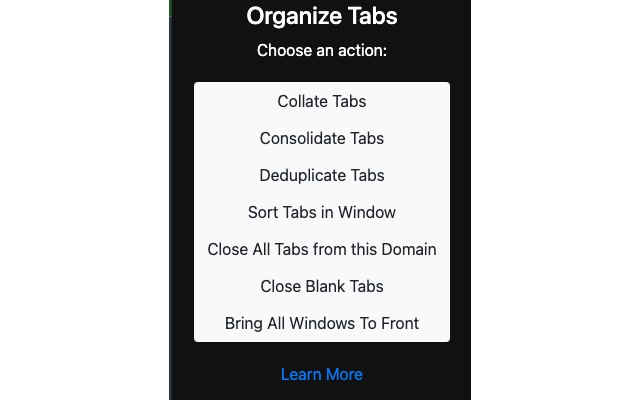 Organize Tabs
Choose an action:
Collate Tabs
Consolidate Tabs
Deduplicate Tabs
Sort Tabs in Window
Close All Tabs from this Domain
Close Blank Tabs
Bring All Windows To Front
Learn More